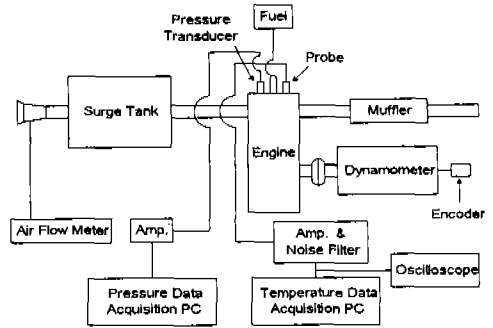 Pressure
Transducer
Fuel
Probe
Surge Tank
Muffler
Engine
Dynamometer
Encoder
Air Flow Meter
Amp.
Amp. &
Noise Filter
Oscilloscope
Pressure Data
Acquisition PC
Temperature Data
Acquisition PC